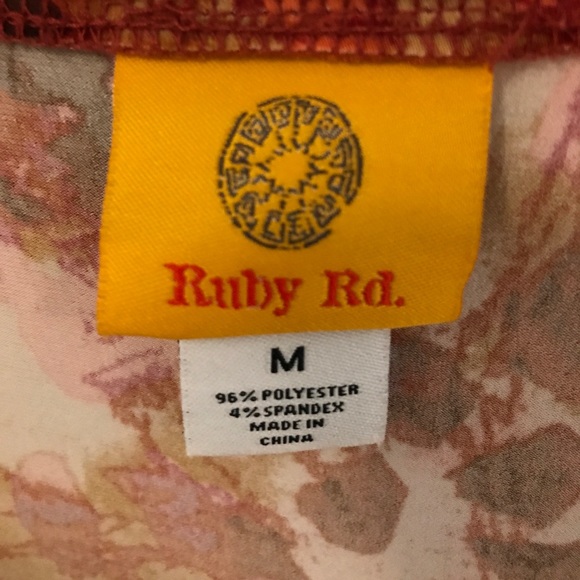 Ruby Rd.
M
96% POLYESTER
4% SPANDEX
MADE IN
CHINA